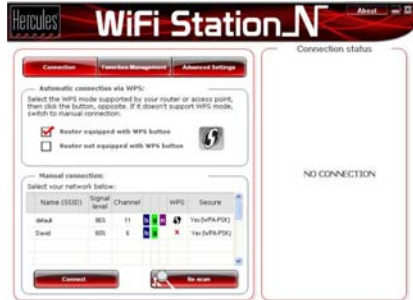 Hercules
WiFi Station_N
About
Connection
Favorites Management
Advanced Settings
Connection status
Automatic connection via WPS:
Select the WPS mode supported by your router or access point,
then click the button, opposite. If it doesn't support WPS mode,
switch to manual connection.
Router equipped with WPS button
Router not equipped with WPS button
NO CONNECTION
Manual connection:
Select your network below:
Name (SSID) Signal level Channel WPS Secure
default 80% 11 Yes (WPA-PSK)
David 60% 6 Yes (WPA-PSK)
Connect
Re scan